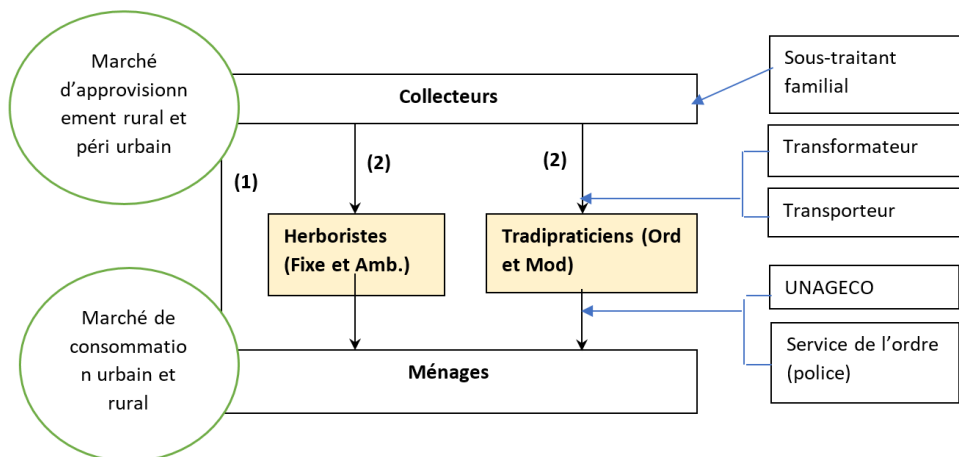 Marché
d'approvisionn
ement rural et
péri urbain
Collecteurs
Sous-traitant
familial
Transformateur
Transporteur
(1)
(2)
(2)
Herboristes
(Fixe et Amb.)
Tradipraticiens (Ord
et Mod)
UNAGECO
Service de l'ordre
(police)
Marché de
consommatio
n urbain et
rural
Ménages